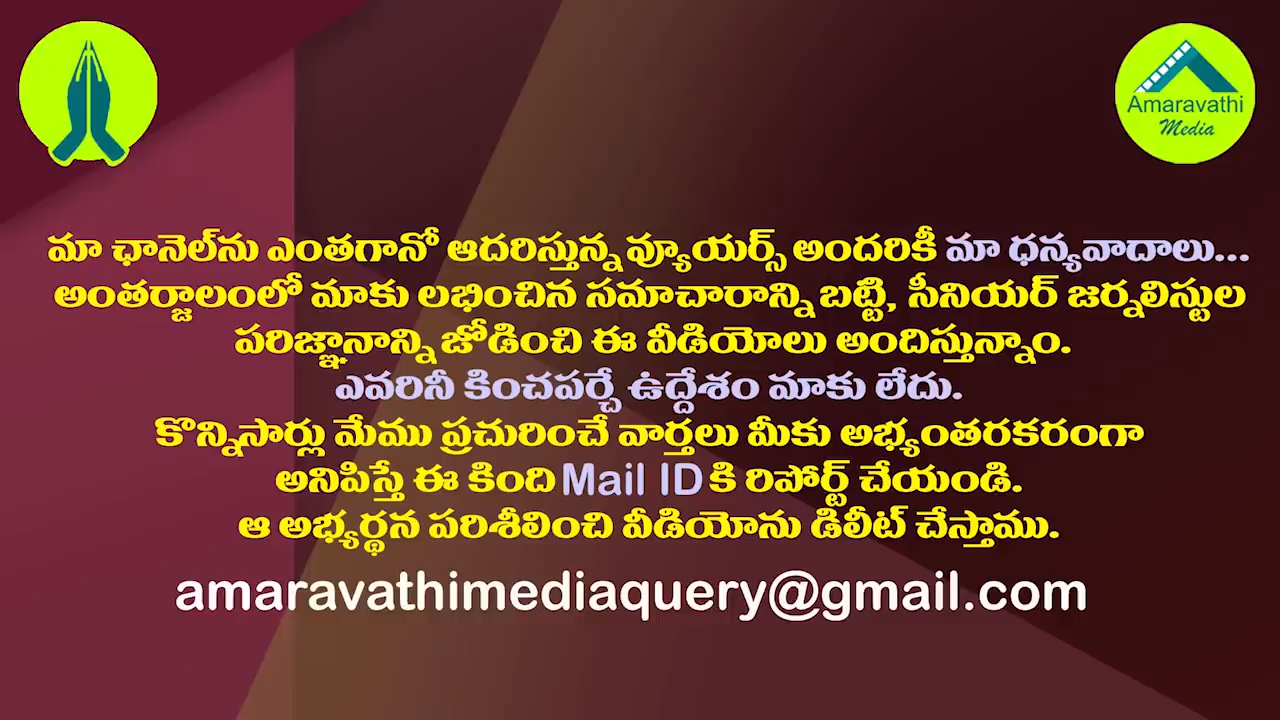 Amaravathi
Media
మా ఛానెల్‌ను ఎంతగానో ఆదరిస్తున్న వ్యూయర్స్ అందరికీ మా ధన్యవాదాలు...
అంతర్జాలంలో మాకు లభించిన సమాచారాన్ని బట్టి, సీనియర్ జర్నలిస్టుల
పరిజ్ఞానాన్ని జోడించి ఈ వీడియోలు అందిస్తున్నాం.
ఎవరినీ కించపర్చే ఉద్దేశం మాకు లేదు.
కొన్నిసార్లు మేము ప్రచురించే వార్తలు మీకు అభ్యంతరకరంగా
అనిపిస్తే ఈ కింది Mail ID కి రిపోర్ట్ చేయండి.
ఆ అభ్యర్థన పరిశీలించి వీడియోను డిలీట్ చేస్తాము.
amaravathimediaquery@gmail.com